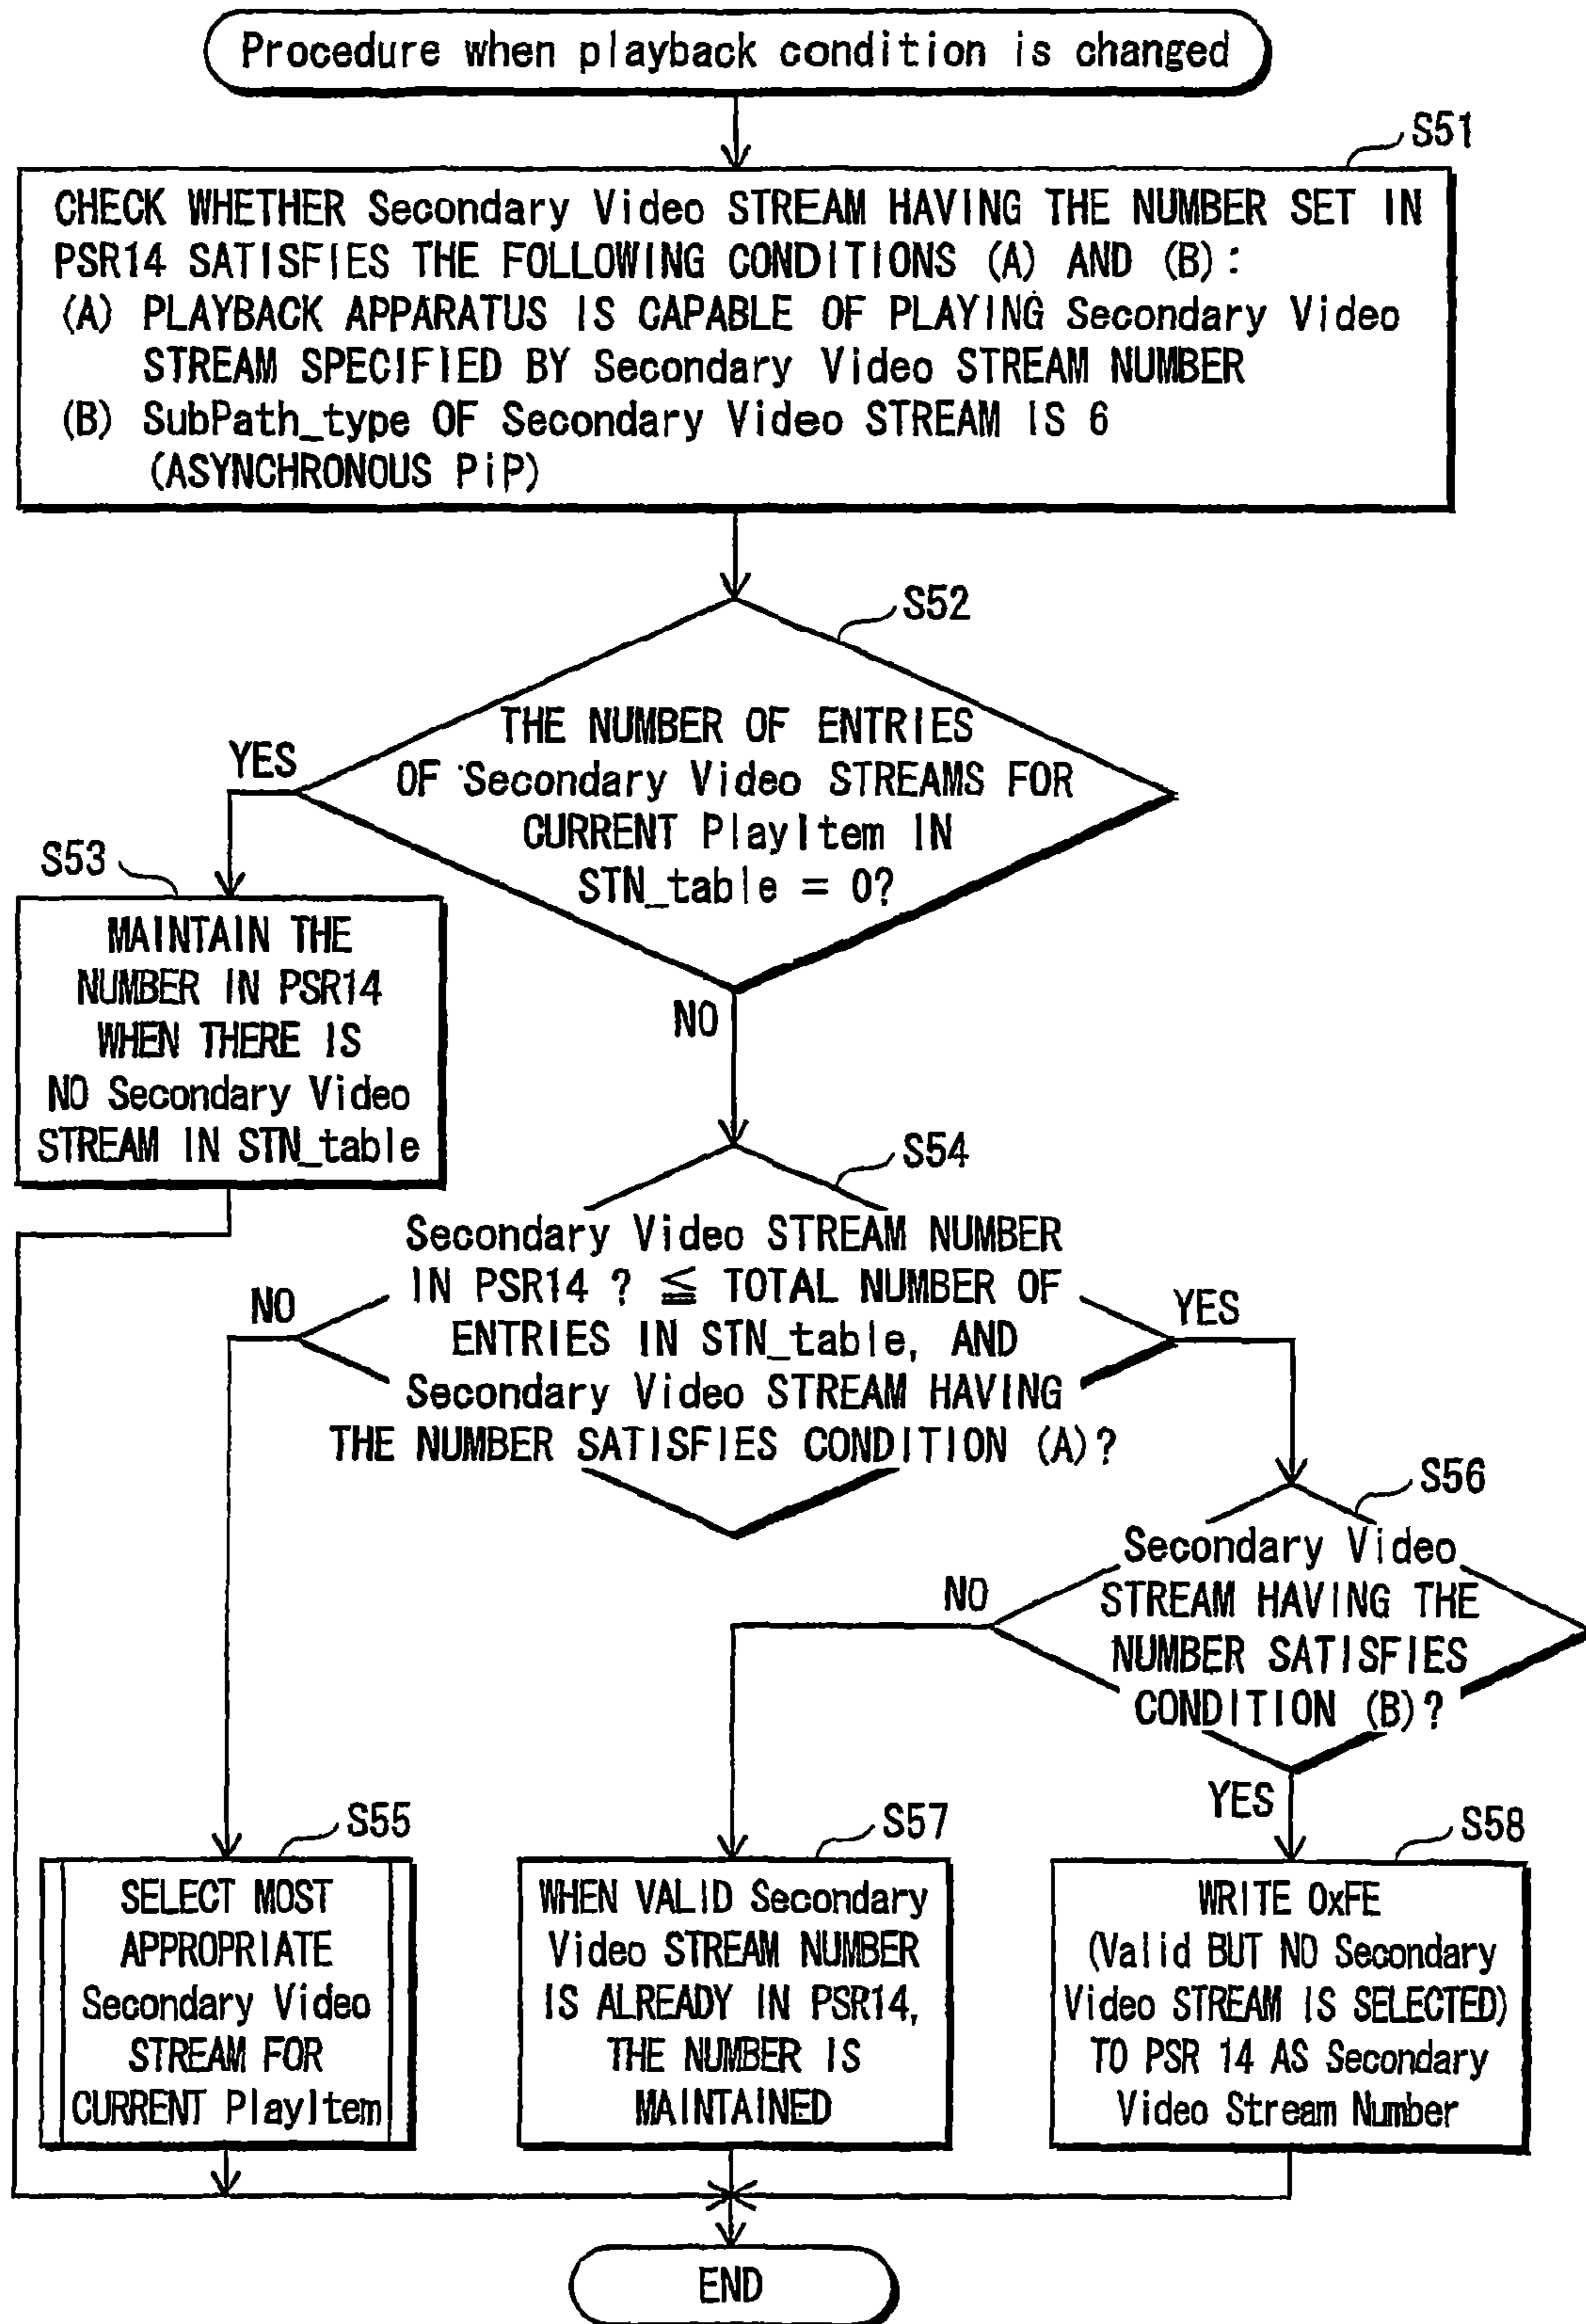 Procedure when playback condition is changed
S51
CHECK WHETHER Secondary Video STREAM HAVING THE NUMBER SET IN
PSR14 SATISFIES THE FOLLOWING CONDITIONS (A) AND (B):
(A) PLAYBACK APPARATUS IS CAPABLE OF PLAYING Secondary Video
STREAM SPECIFIED BY Secondary Video STREAM NUMBER
(B) SubPath_type OF Secondary Video STREAM IS 6
(ASYNCHRONOUS PiP)
S52
THE NUMBER OF ENTRIES
OF Secondary Video STREAMS FOR
CURRENT PlayItem IN
STN_table = 0?
YES
NO
S53
MAINTAIN THE
NUMBER IN PSR14
WHEN THERE IS
NO Secondary Video
STREAM IN STN_table
S54
Secondary Video STREAM NUMBER
IN PSR14 ? ≦ TOTAL NUMBER OF
ENTRIES IN STN_table, AND
Secondary Video STREAM HAVING
THE NUMBER SATISFIES CONDITION (A)?
NO
YES
S56
Secondary Video
STREAM HAVING THE
NUMBER SATISFIES
CONDITION (B)?
NO
YES
S55
SELECT MOST
APPROPRIATE
Secondary Video
STREAM FOR
CURRENT PlayItem
S57
WHEN VALID Secondary
Video STREAM NUMBER
IS ALREADY IN PSR14,
THE NUMBER IS
MAINTAINED
S58
WRITE 0xFE
(Valid BUT NO Secondary
Video STREAM IS SELECTED)
TO PSR 14 AS Secondary
Video Stream Number
END